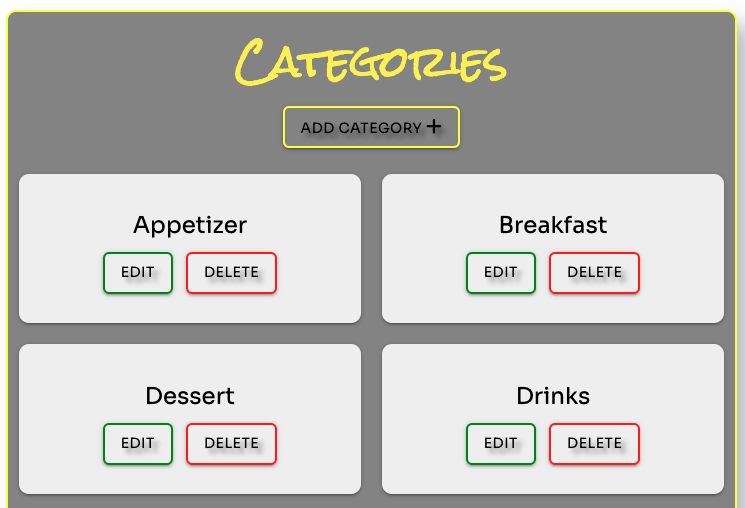 Categories
ADD CATEGORY +
Appetizer
Breakfast
EDIT DELETE
EDIT DELETE
Dessert
Drinks
EDIT DELETE
EDIT DELETE